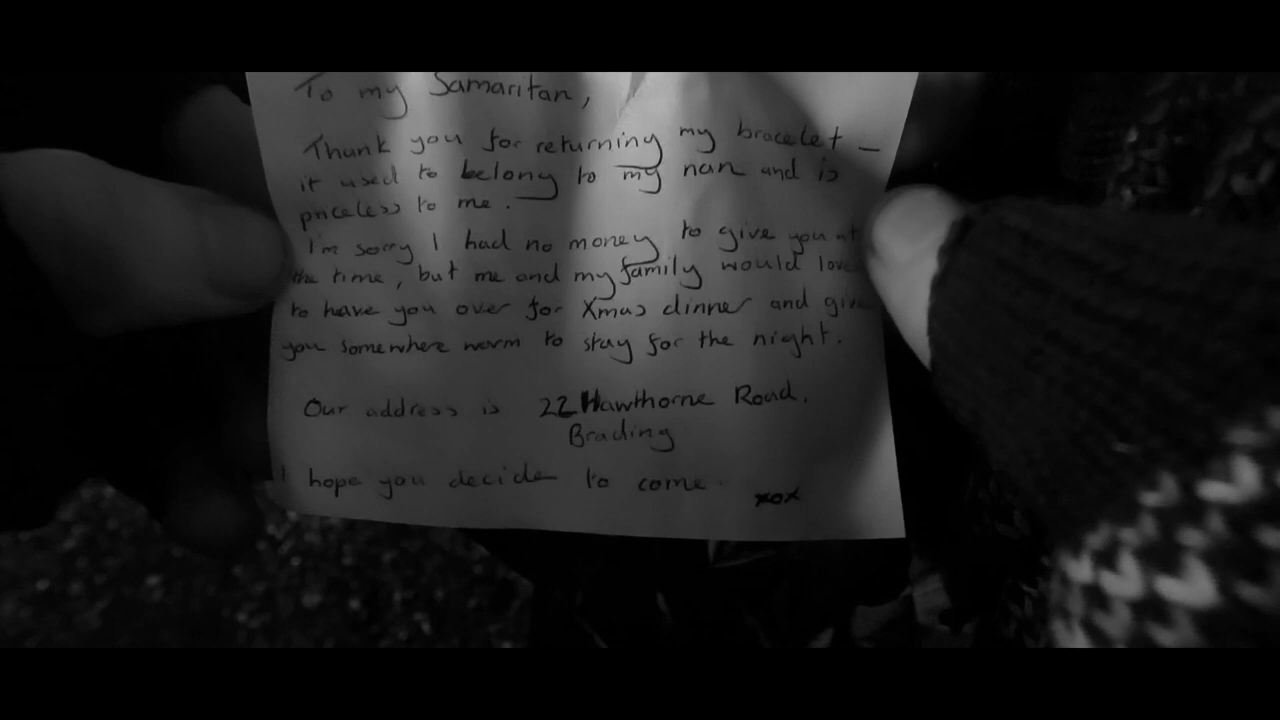 To my Samaritan,
Thank you for returning my bracelet –
it used to belong to my nan and is
priceless to me.
I'm sorry I had no money to give you at
the time, but me and my family would love
to have you over for Xmas dinner and give
you somewhere warm to stay for the night.
Our address is 22 Hawthorne Road.
Brading
I hope you decide to come.
xox